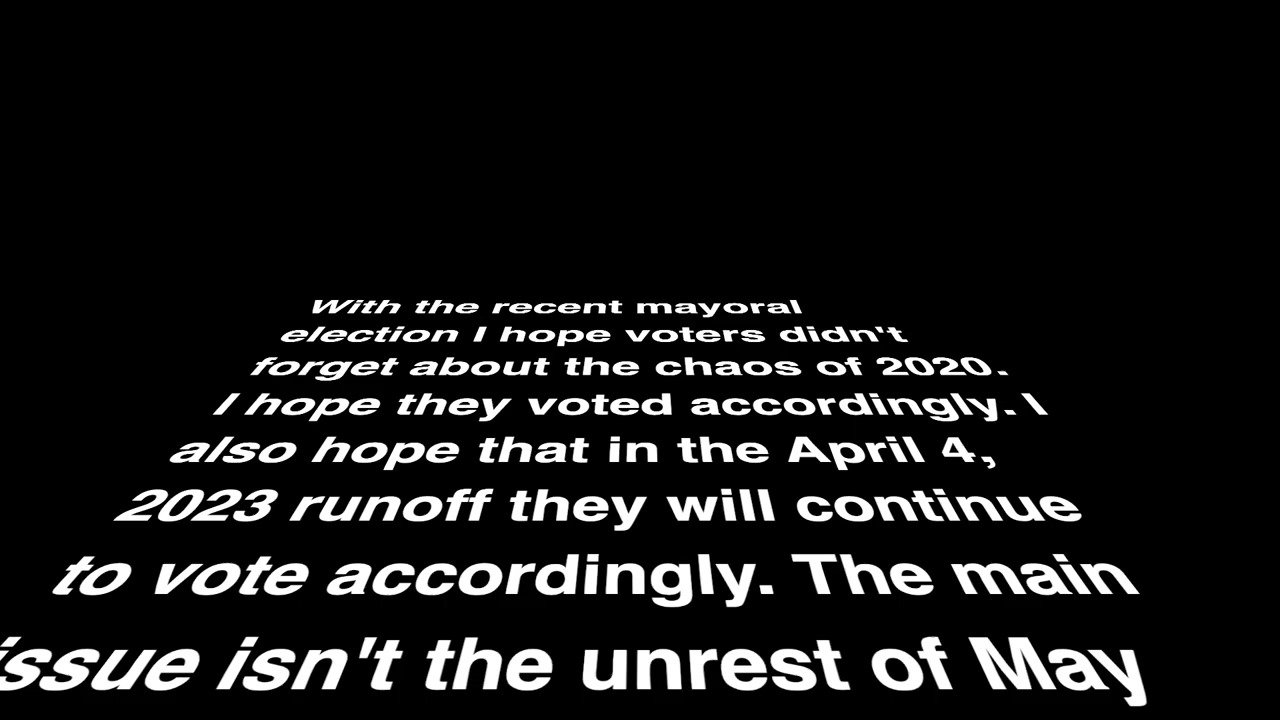 With the recent mayoral
election I hope voters didn't
forget about the chaos of 2020.
I hope they voted accordingly. I
also hope that in the April 4,
2023 runoff they will continue
to vote accordingly. The main
issue isn't the unrest of May